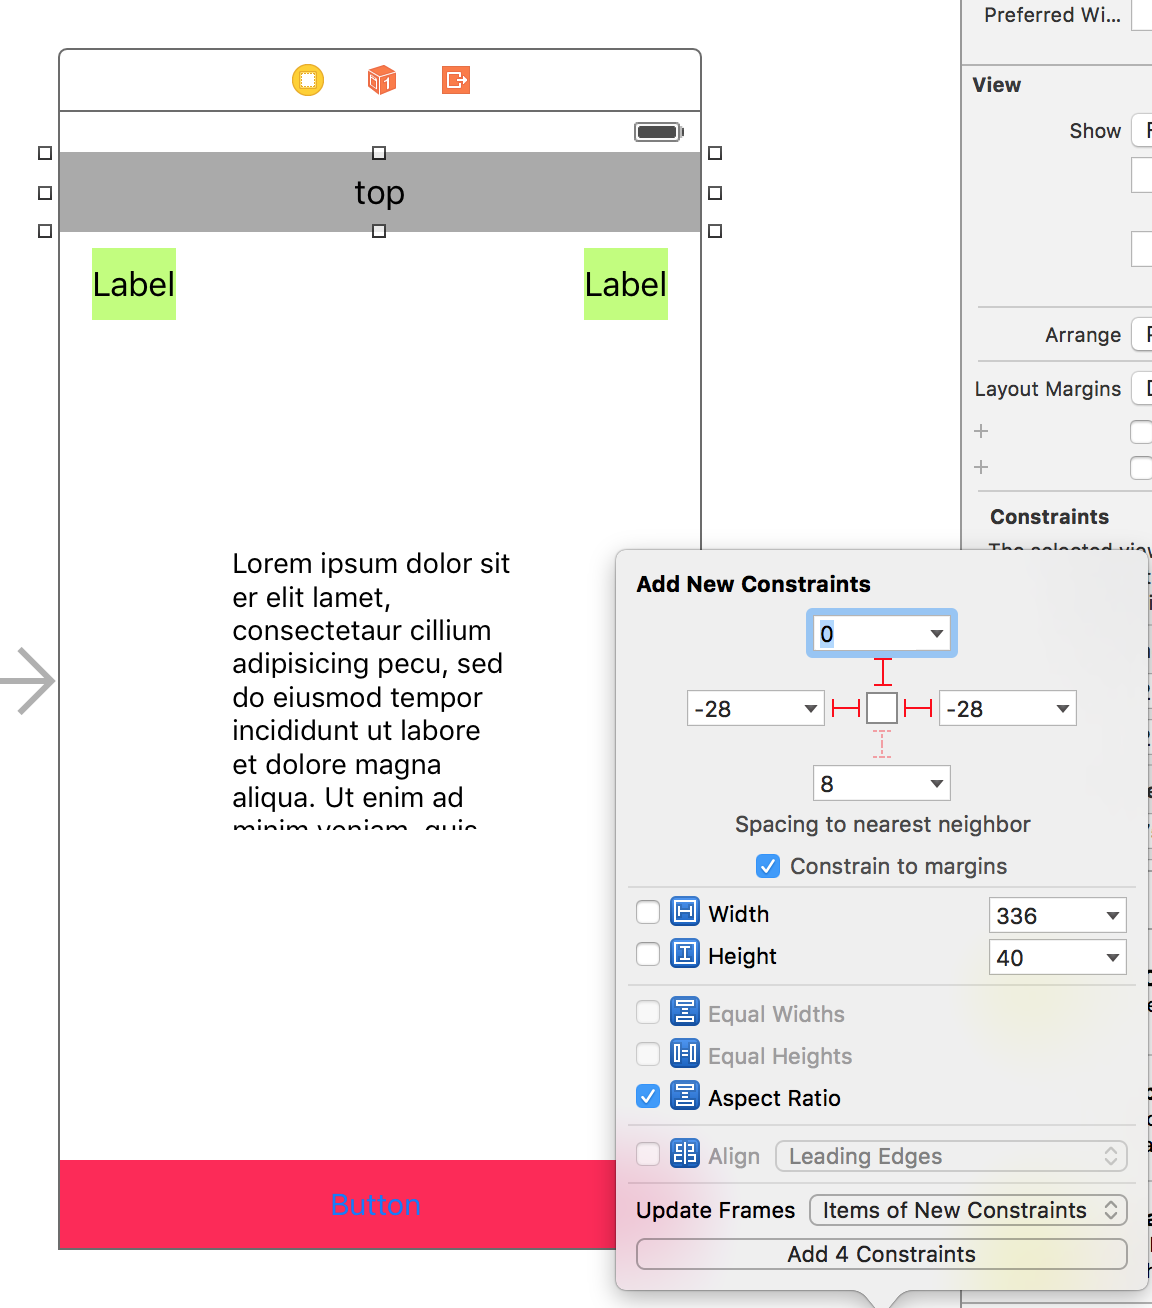 Preferred Wi...
View
Show
top
Label
Label
Arrange
Layout Margins
Constraints
Lorem ipsum dolor sit
er elit lamet,
consectetaur cillium
adipisicing pecu, sed
do eiusmod tempor
incididunt ut labore
et dolore magna
aliqua. Ut enim ad
minim veniam, quis
Button
Add New Constraints
0
-28
-28
8
Spacing to nearest neighbor
Constrain to margins
Width
336
Height
40
Equal Widths
Equal Heights
Aspect Ratio
Align
Leading Edges
Update Frames
Items of New Constraints
Add 4 Constraints